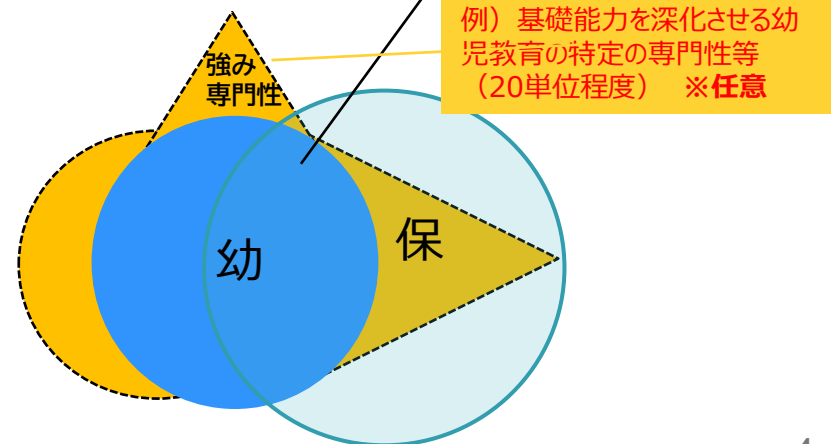 例）基礎能力を深化させる幼
児教育の特定の専門性等
（20単位程度）　※任意
強み
専門性
幼
保